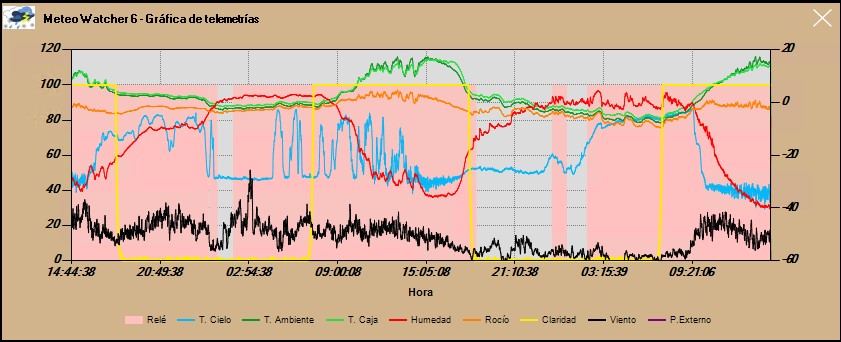 Meteo Watcher 6 - Gráfica de telemetrías
120 20
100 0
80
60 -20
40 -40
20
0 -60
14:44:38 20:49:38 02:54:38 09:00:08 15:05:08 21:10:38 03:15:39 09:21:06
Hora
Relé T. Cielo T. Ambiente T. Caja Humedad Rocío Claridad Viento P.Externo